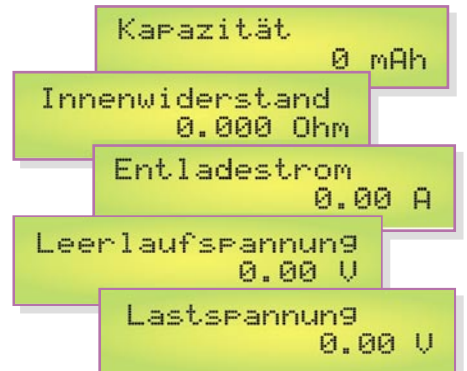 Kapazität
0 mAh
Innenwiderstand
0.000 Ohm
Entladestrom
0.00 A
Leerlaufspannung
0.00 V
Lastspannung
0.00 V